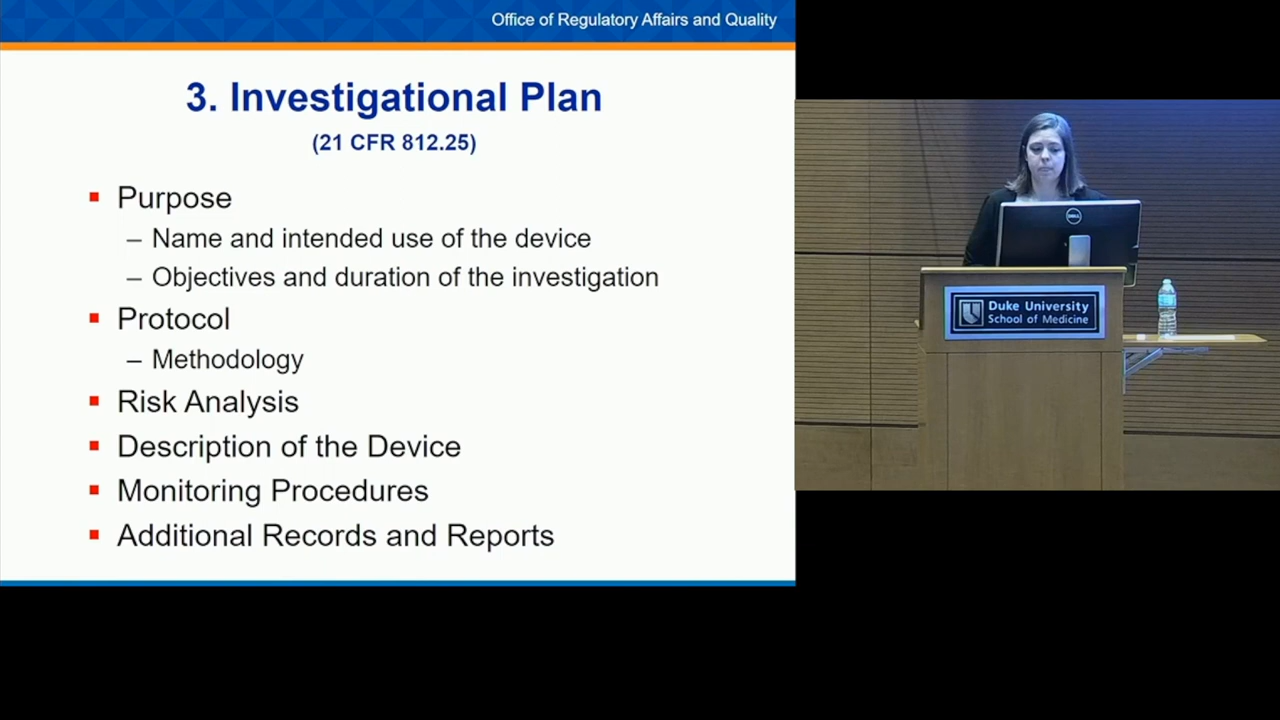 Office of Regulatory Affairs and Quality
3. Investigational Plan
(21 CFR 812.25)
Purpose
– Name and intended use of the device
– Objectives and duration of the investigation
Protocol
– Methodology
Risk Analysis
Description of the Device
Monitoring Procedures
Additional Records and Reports
DELL
Duke University
School of Medicine